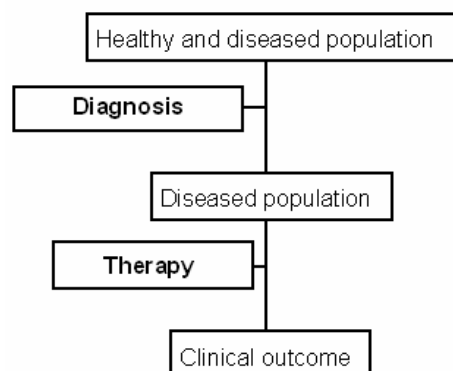 Healthy and diseased population
Diagnosis
Diseased population
Therapy
Clinical outcome